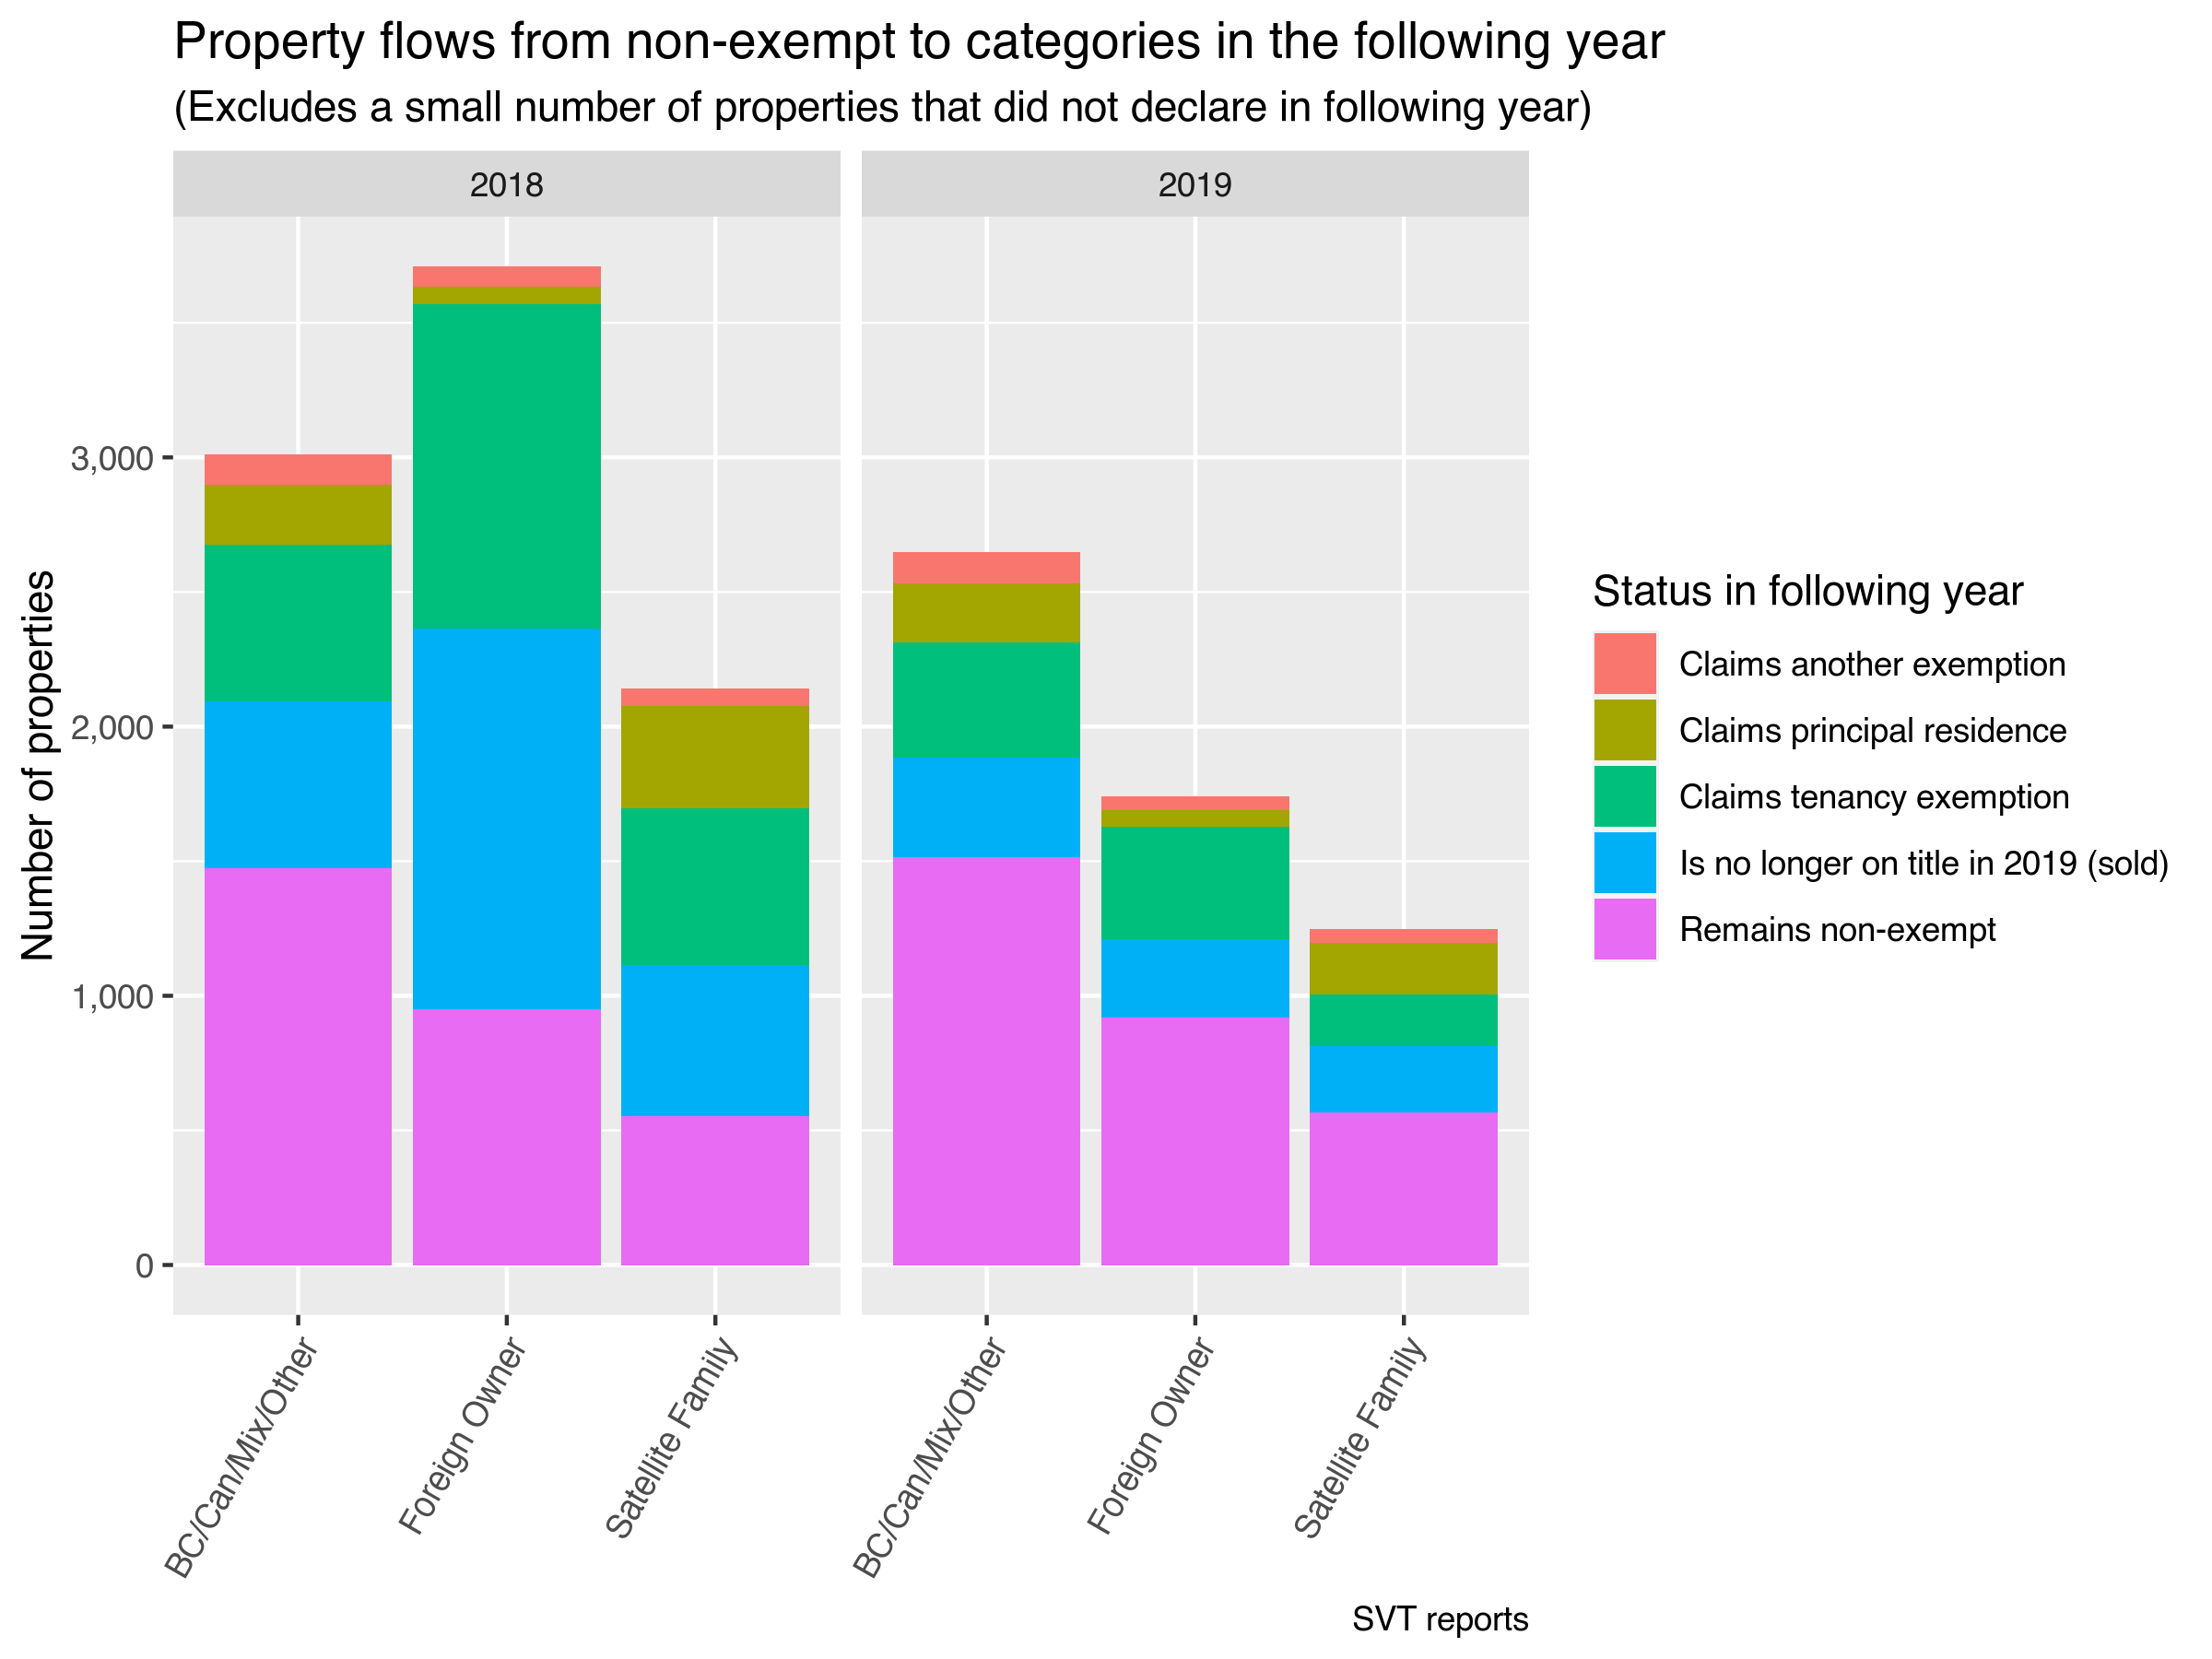 Property flows from non-exempt to categories in the following year
(Excludes a small number of properties that did not declare in following year)
2018
2019
Number of properties
3,000
2,000
1,000
0
BC/Can/Mix/Other
Foreign Owner
Satellite Family
BC/Can/Mix/Other
Foreign Owner
Satellite Family
Status in following year
Claims another exemption
Claims principal residence
Claims tenancy exemption
Is no longer on title in 2019 (sold)
Remains non-exempt
SVT reports